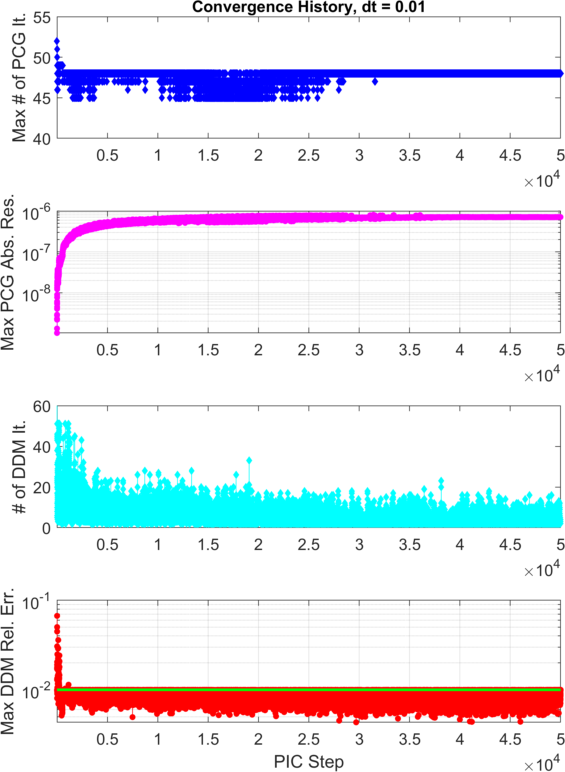 Convergence History, dt = 0.01
Max # of PCG It.
55
50
45
40
0.5 1 1.5 2 2.5 3 3.5 4 4.5 5
×10^4
Max PCG Abs. Res.
10^-6
10^-7
10^-8
0.5 1 1.5 2 2.5 3 3.5 4 4.5 5
×10^4
# of DDM It.
60
40
20
0
0.5 1 1.5 2 2.5 3 3.5 4 4.5 5
×10^4
Max DDM Rel. Err.
10^-1
10^-2
0.5 1 1.5 2 2.5 3 3.5 4 4.5 5
PIC Step
×10^4